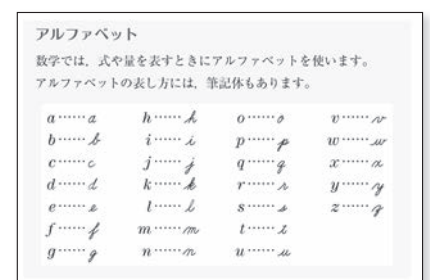 アルファベット
数学では，式や量を表すときにアルファベットを使います。
アルファベットの表し方には，筆記体もあります。
a……a h……h o……o v……v
b……b i……i p……p w……w
c……c j……j q……q x……x
d……d k……k r……r y……y
e……e l……l s……s z……z
f……f m……m t……t
g……g n……n u……u